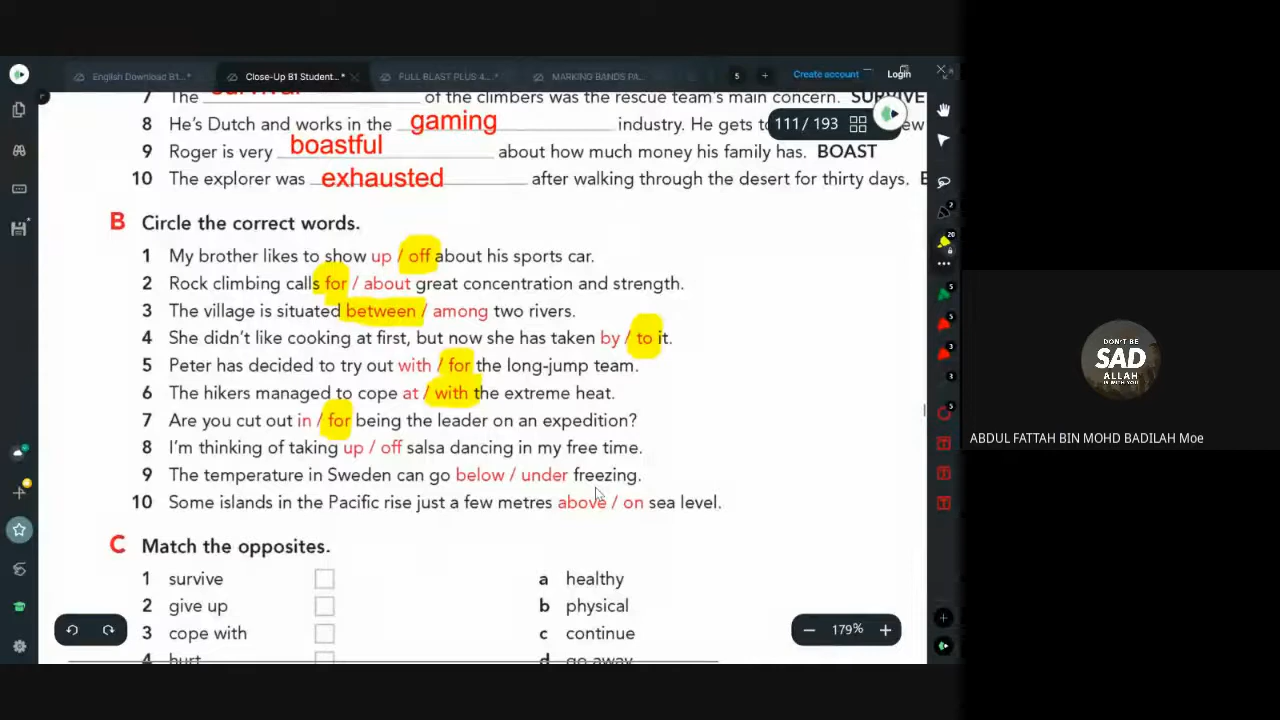 English Download B1...*
Close-Up B1 Student...*
FULL BLAST PLUS 4...*
MARKING BANDS PA...
5
Create account
Login
7 The survival of the climbers was the rescue team's main concern. SURVIVE
8 He's Dutch and works in the gaming industry. He gets
111/ 193
9 Roger is very boastful about how much money his family has. BOAST
10 The explorer was exhausted after walking through the desert for thirty days.
B Circle the correct words.
1 My brother likes to show up / off about his sports car.
2 Rock climbing calls for / about great concentration and strength.
3 The village is situated between / among two rivers.
4 She didn't like cooking at first, but now she has taken by / to it.
5 Peter has decided to try out with / for the long-jump team.
6 The hikers managed to cope at / with the extreme heat.
7 Are you cut out in / for being the leader on an expedition?
8 I'm thinking of taking up / off salsa dancing in my free time.
9 The temperature in Sweden can go below / under freezing.
10 Some islands in the Pacific rise just a few metres above / on sea level.
C Match the opposites.
1 survive a healthy
2 give up b physical
3 cope with c continue
4 hurt d go away
179%
DON'T BE
SAD
ALLAH
IS WITH YOU
ABDUL FATTAH BIN MOHD BADILAH Moe